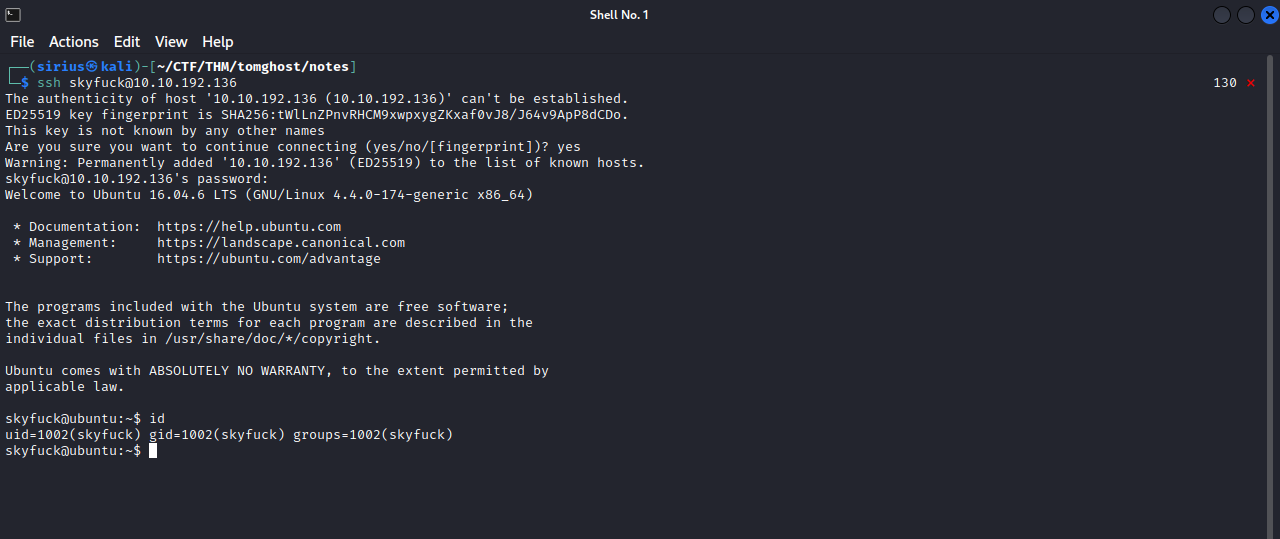 Shell No. 1
File Actions Edit View Help
┌──(sirius㉿kali)-[~/CTF/THM/tomghost/notes]
└─$ ssh skyfuck@10.10.192.136 130 ⨯
The authenticity of host '10.10.192.136 (10.10.192.136)' can't be established.
ED25519 key fingerprint is SHA256:tWlLnZPnvRHCM9xwpxygZKxaf0vJ8/J64v9ApP8dCDo.
This key is not known by any other names
Are you sure you want to continue connecting (yes/no/[fingerprint])? yes
Warning: Permanently added '10.10.192.136' (ED25519) to the list of known hosts.
skyfuck@10.10.192.136's password:
Welcome to Ubuntu 16.04.6 LTS (GNU/Linux 4.4.0-174-generic x86_64)
* Documentation: https://help.ubuntu.com
* Management: https://landscape.canonical.com
* Support: https://ubuntu.com/advantage
The programs included with the Ubuntu system are free software;
the exact distribution terms for each program are described in the
individual files in /usr/share/doc/*/copyright.
Ubuntu comes with ABSOLUTELY NO WARRANTY, to the extent permitted by
applicable law.
skyfuck@ubuntu:~$ id
uid=1002(skyfuck) gid=1002(skyfuck) groups=1002(skyfuck)
skyfuck@ubuntu:~$